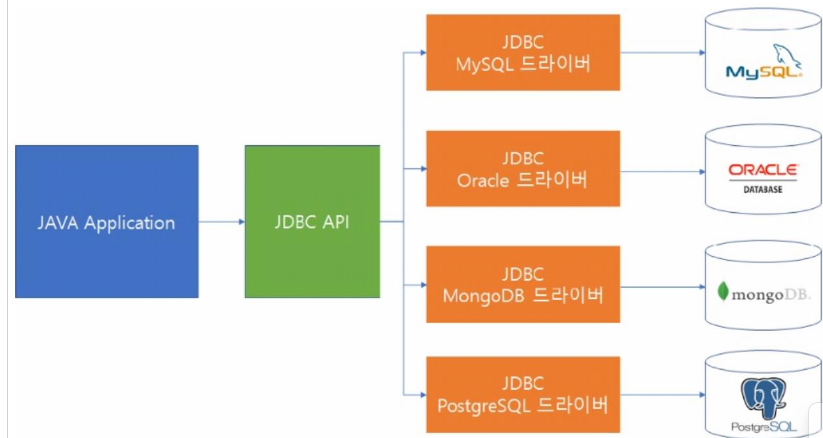 JAVA Application
JDBC API
JDBC
MySQL 드라이버
MySQL®
JDBC
Oracle 드라이버
ORACLE®
DATABASE
JDBC
MongoDB 드라이버
mongoDB.
JDBC
PostgreSQL 드라이버
PostgreSQL